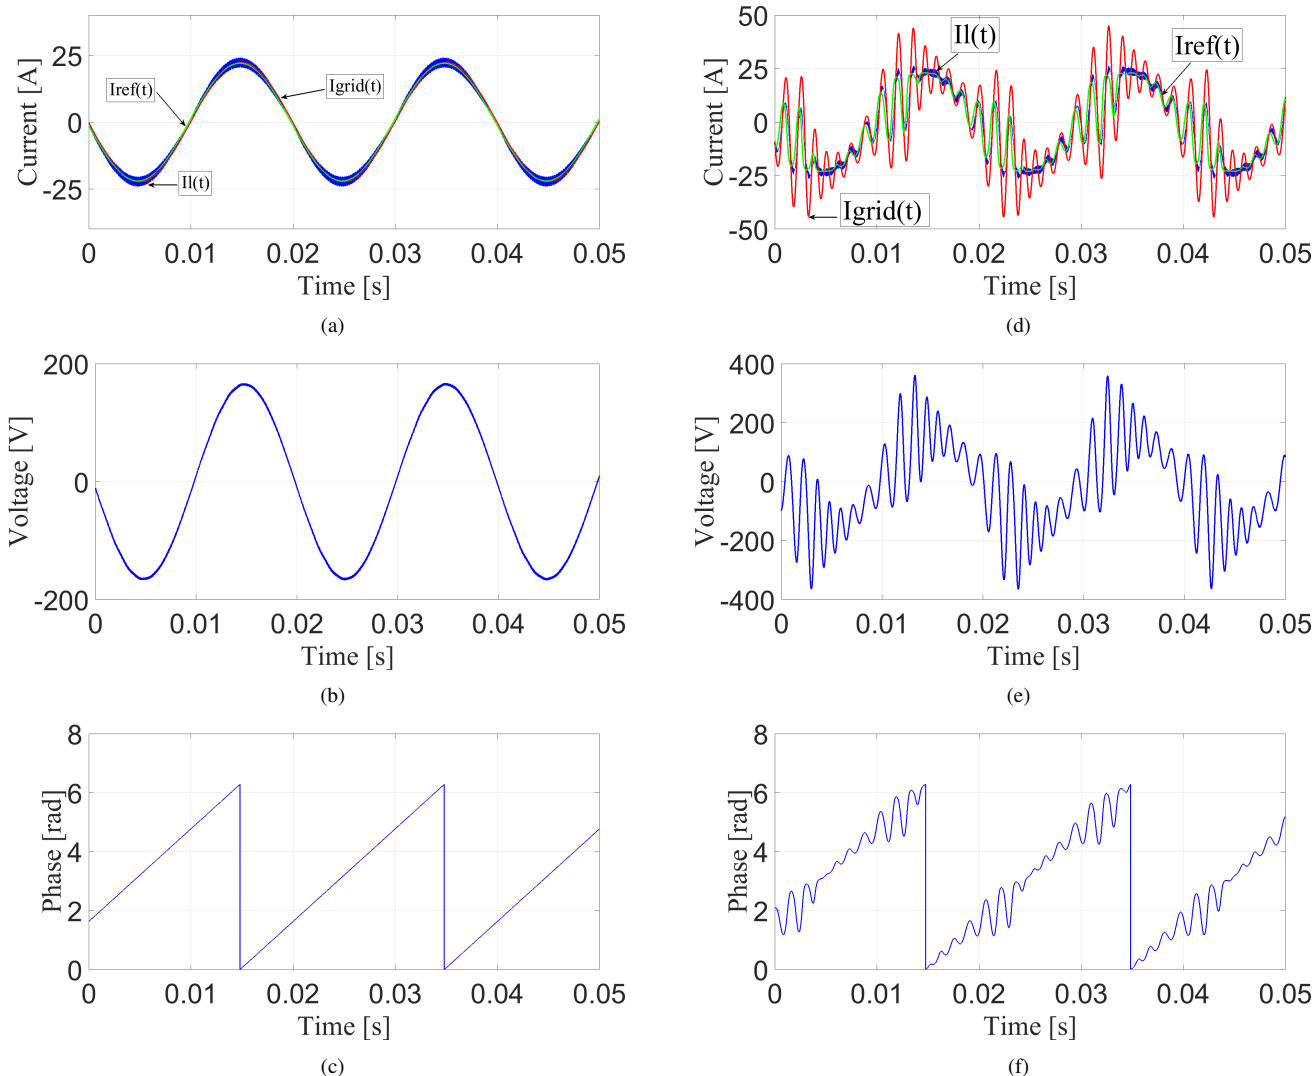 Current [A]
25
0
-25
Iref(t)
Igrid(t)
Il(t)
0 0.01 0.02 0.03 0.04 0.05
Time [s]
(a)
Current [A]
50
25
0
-25
-50
Il(t)
Iref(t)
Igrid(t)
0 0.01 0.02 0.03 0.04 0.05
Time [s]
(d)
Voltage [V]
200
0
-200
0 0.01 0.02 0.03 0.04 0.05
Time [s]
(b)
Voltage [V]
400
200
0
-200
-400
0 0.01 0.02 0.03 0.04 0.05
Time [s]
(e)
Phase [rad]
8
6
4
2
0
0 0.01 0.02 0.03 0.04 0.05
Time [s]
(c)
Phase [rad]
8
6
4
2
0
0 0.01 0.02 0.03 0.04 0.05
Time [s]
(f)